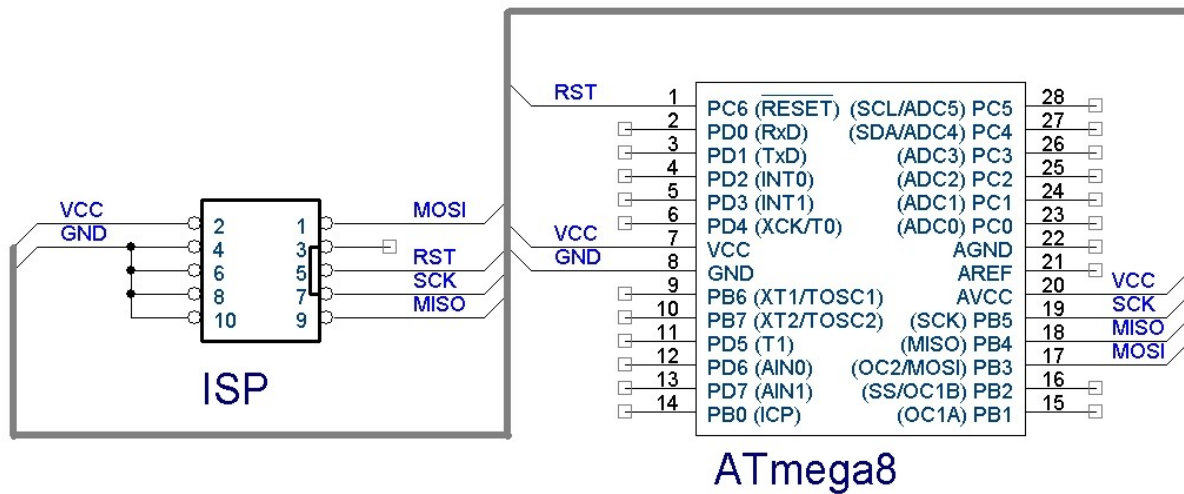 RST
1 PC6 (RESET) (SCL/ADC5) PC5 28
2 PD0 (RxD) (SDA/ADC4) PC4 27
3 PD1 (TxD) (ADC3) PC3 26
4 PD2 (INT0) (ADC2) PC2 25
5 PD3 (INT1) (ADC1) PC1 24
6 PD4 (XCK/T0) (ADC0) PC0 23
VCC 7 VCC AGND 22
GND 8 GND AREF 21
9 PB6 (XT1/TOSC1) AVCC 20 VCC
10 PB7 (XT2/TOSC2) (SCK) PB5 19 SCK
11 PD5 (T1) (MISO) PB4 18 MISO
12 PD6 (AIN0) (OC2/MOSI) PB3 17 MOSI
13 PD7 (AIN1) (SS/OC1B) PB2 16
14 PB0 (ICP) (OC1A) PB1 15
ATmega8
VCC 2 1 MOSI
GND 4 3
6 5 RST
8 7 SCK
10 9 MISO
ISP